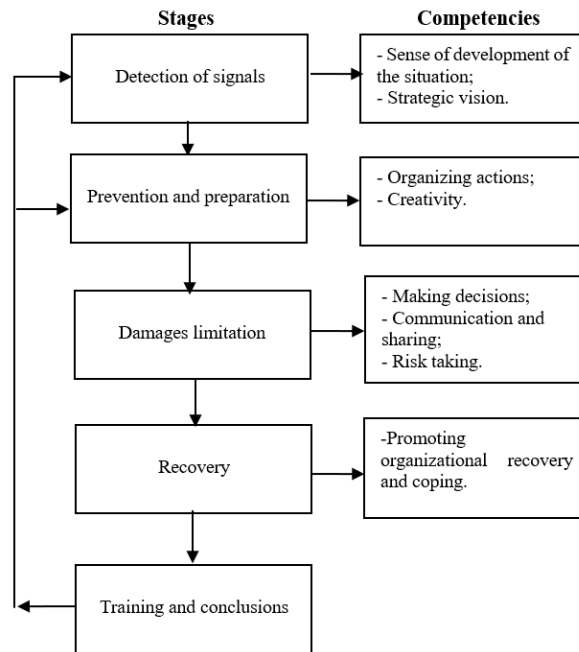 Stages
Competencies
Detection of signals
- Sense of development of
the situation;
- Strategic vision.
Prevention and preparation
- Organizing actions;
- Creativity.
Damages limitation
- Making decisions;
- Communication and
sharing;
- Risk taking.
Recovery
-Promoting
organizational recovery
and coping.
Training and conclusions